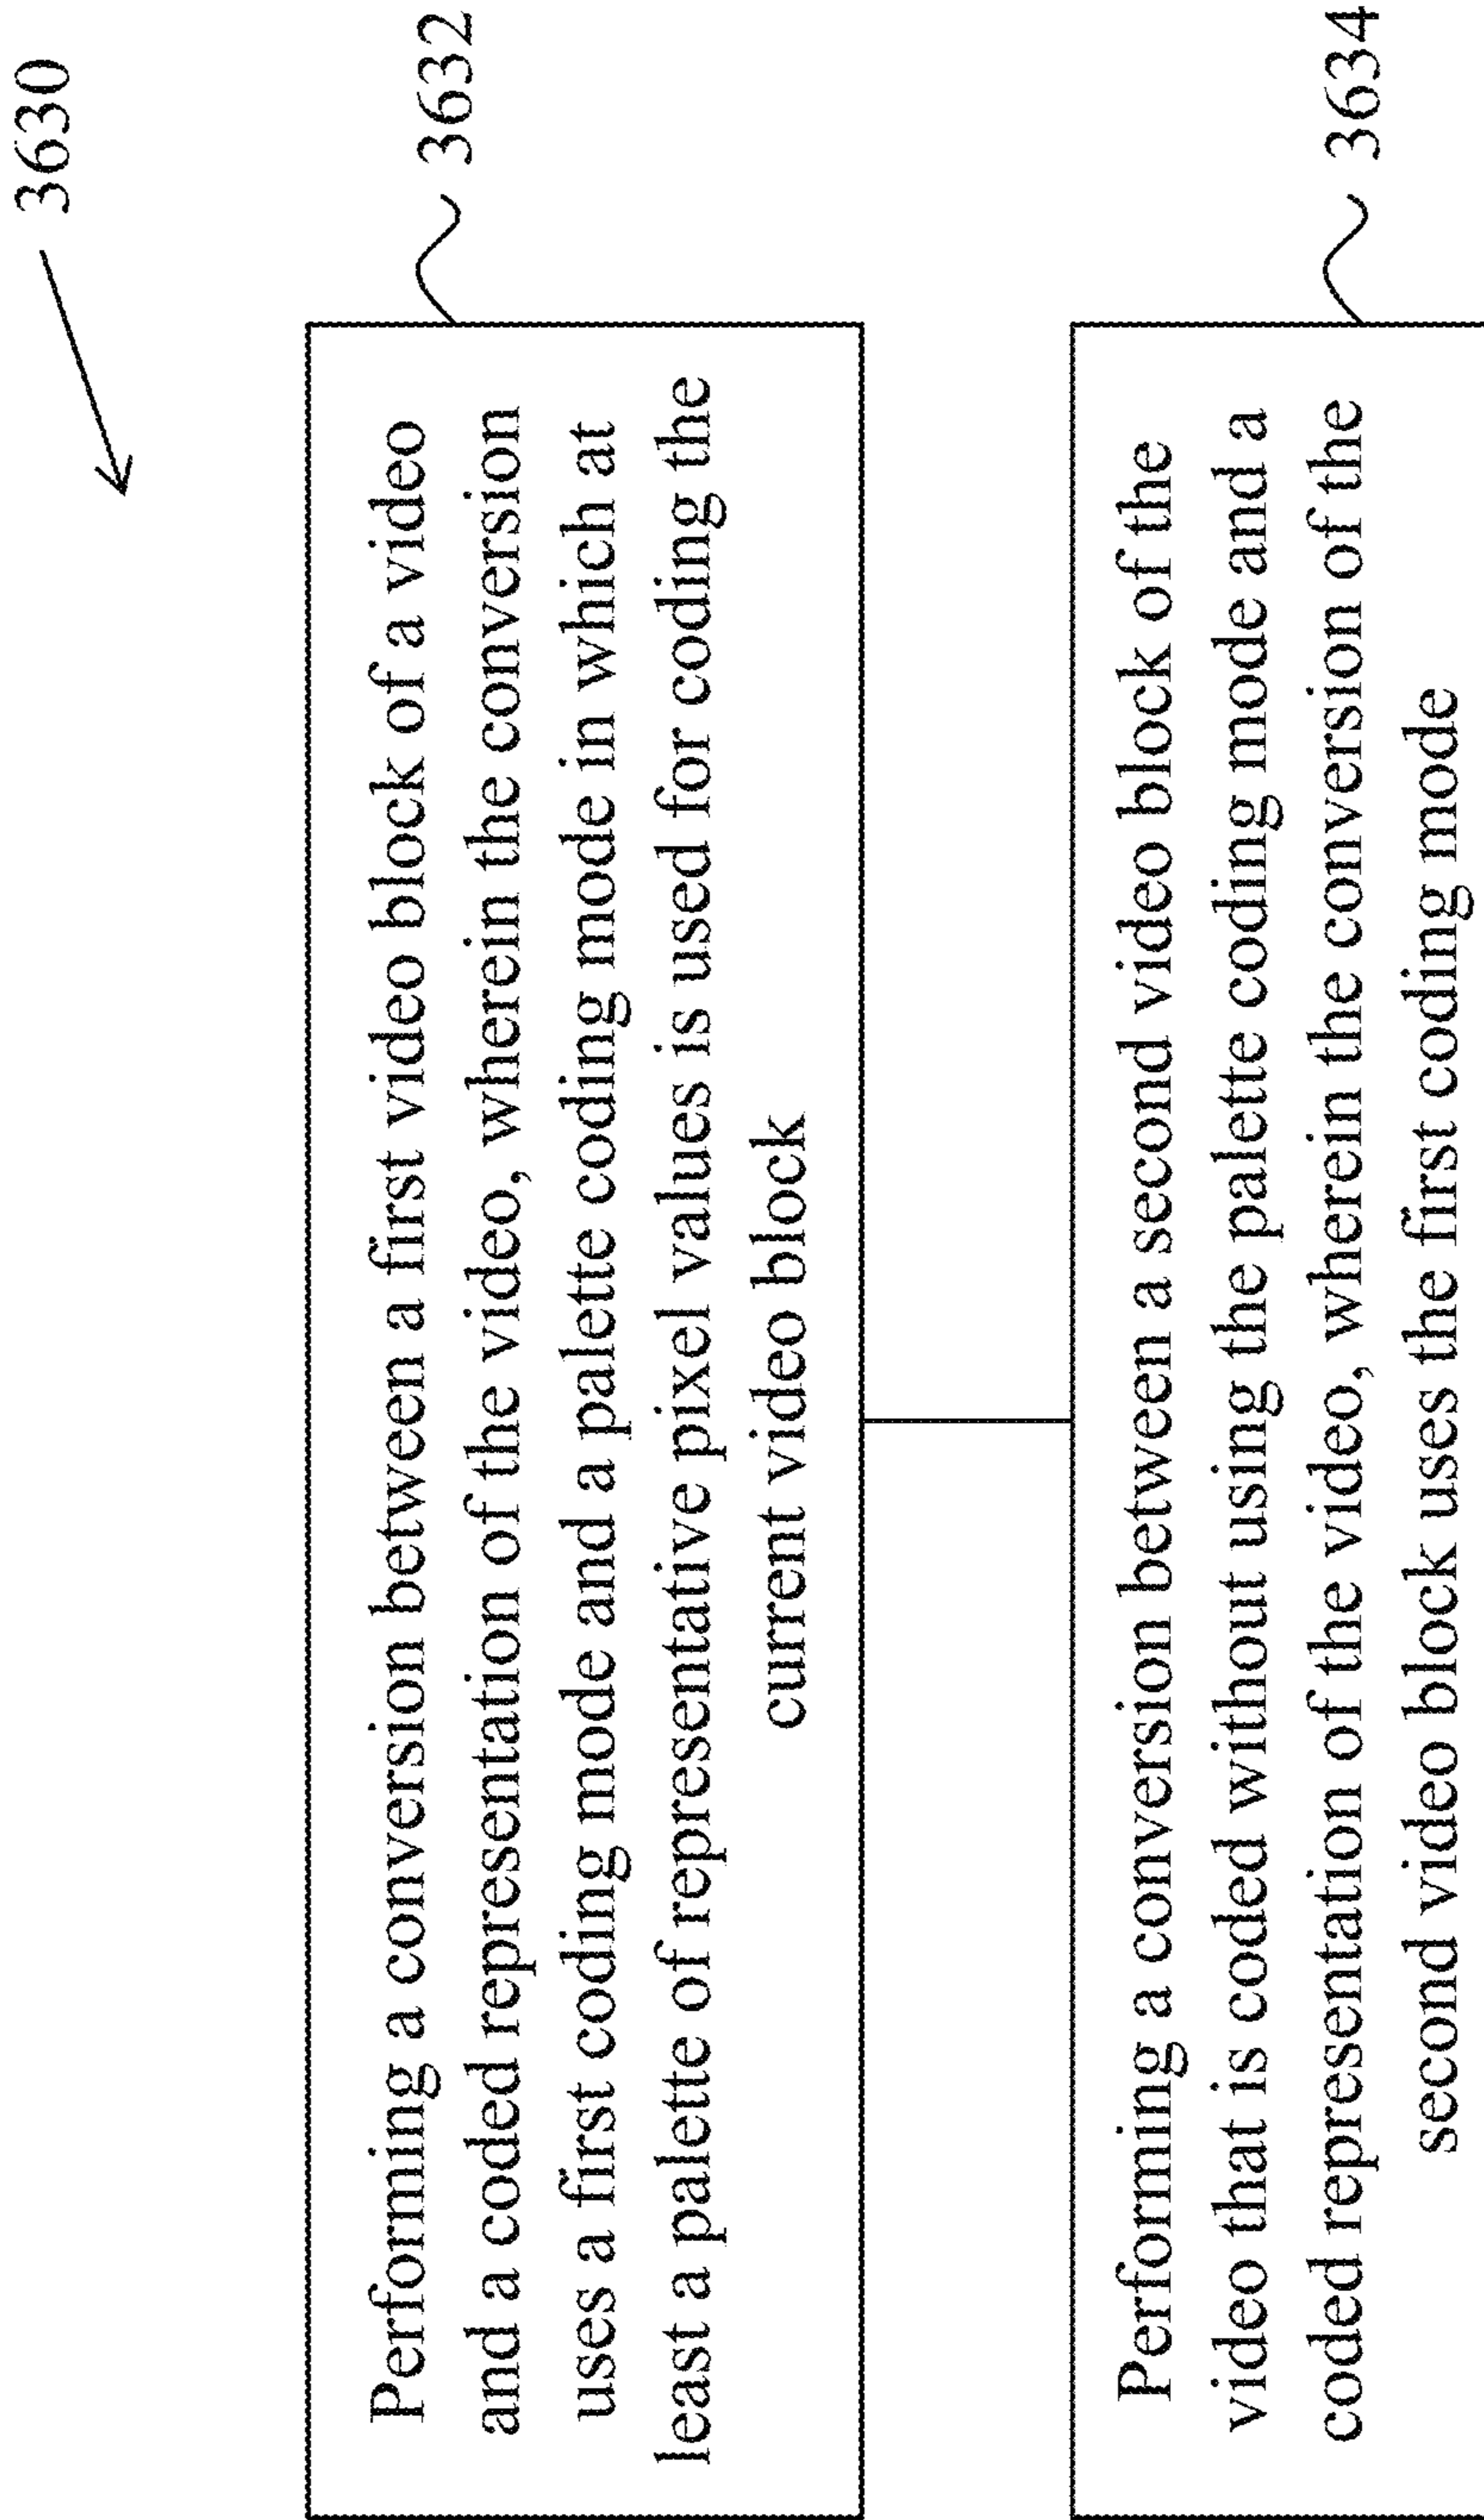 3630
Performing a conversion between a first video block of a video
and a coded representation of the video, wherein the conversion
uses a first coding mode and a palette coding mode in which at
least a palette of representative pixel values is used for coding the
current video block
3632
Performing a conversion between a second video block of the
video that is coded without using the palette coding mode and a
coded representation of the video, wherein the conversion of the
second video block uses the first coding mode
3634